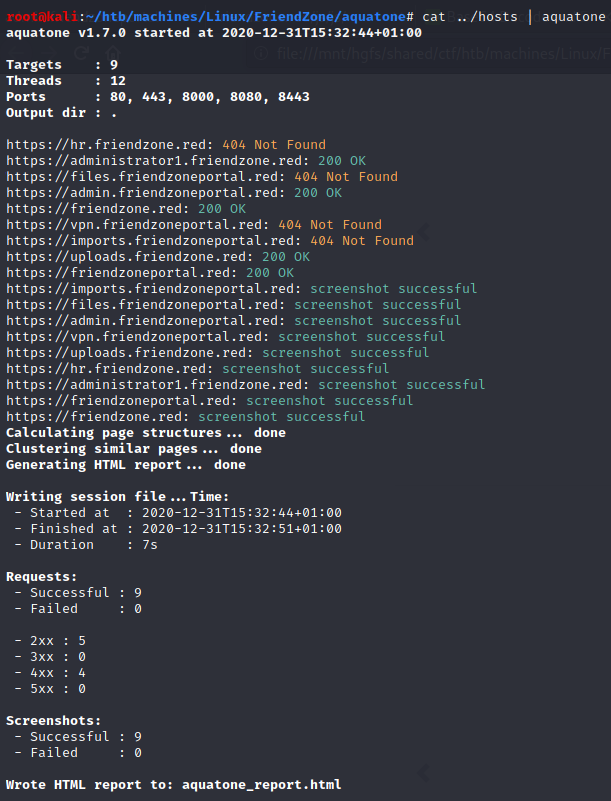 root@kali:~/htb/machines/Linux/FriendZone/aquatone# cat ../hosts | aquatone
aquatone v1.7.0 started at 2020-12-31T15:32:44+01:00
Targets    : 9
Threads    : 12
Ports      : 80, 443, 8000, 8080, 8443
Output dir : .
https://hr.friendzone.red: 404 Not Found
https://administrator1.friendzone.red: 200 OK
https://files.friendzoneportal.red: 404 Not Found
https://admin.friendzoneportal.red: 200 OK
https://friendzone.red: 200 OK
https://vpn.friendzoneportal.red: 404 Not Found
https://imports.friendzoneportal.red: 404 Not Found
https://uploads.friendzone.red: 200 OK
https://friendzoneportal.red: 200 OK
https://imports.friendzoneportal.red: screenshot successful
https://files.friendzoneportal.red: screenshot successful
https://admin.friendzoneportal.red: screenshot successful
https://vpn.friendzoneportal.red: screenshot successful
https://uploads.friendzone.red: screenshot successful
https://hr.friendzone.red: screenshot successful
https://administrator1.friendzone.red: screenshot successful
https://friendzoneportal.red: screenshot successful
https://friendzone.red: screenshot successful
Calculating page structures... done
Clustering similar pages... done
Generating HTML report... done
Writing session file...Time:
- Started at  : 2020-12-31T15:32:44+01:00
- Finished at : 2020-12-31T15:32:51+01:00
- Duration    : 7s
Requests:
- Successful : 9
- Failed     : 0
- 2xx : 5
- 3xx : 0
- 4xx : 4
- 5xx : 0
Screenshots:
- Successful : 9
- Failed     : 0
Wrote HTML report to: aquatone_report.html